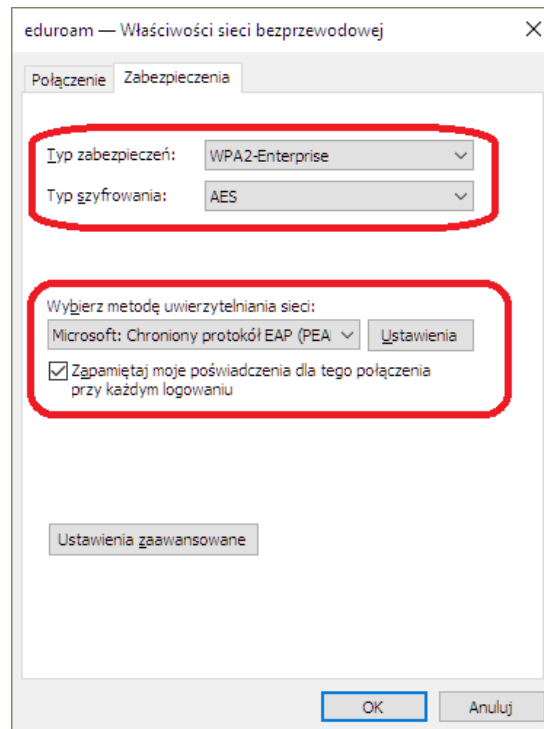 eduroam — Właściwości sieci bezprzewodowej
Połączenie Zabezpieczenia
Typ zabezpieczeń: WPA2-Enterprise
Typ szyfrowania: AES
Wybierz metodę uwierzytelniania sieci:
Microsoft: Chroniony protokół EAP (PEA Ustawienia
Zapamiętaj moje poświadczenia dla tego połączenia
przy każdym logowaniu
Ustawienia zaawansowane
OK Anuluj